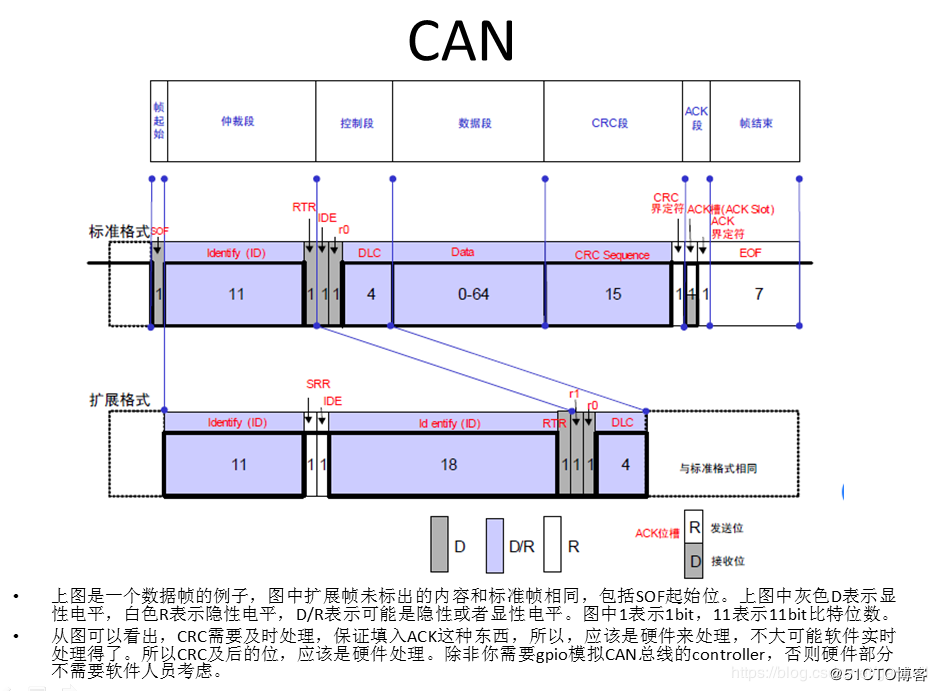 CAN
帧起始
仲裁段
控制段
数据段
CRC段
ACK段
帧结束
标准格式
SOF
RTR
IDE
r0
CRC
界定符
ACK槽(ACK Slot)
ACK
界定符
Identify (ID)
DLC
Data
CRC Sequence
EOF
1
11
1
1
1
4
0-64
15
1
1
1
7
扩展格式
SRR
IDE
r1
r0
Identify (ID)
Id entify (ID)
RTR
DLC
11
1
1
18
1
1
1
4
与标准格式相同
D
D/R
R
ACK位槽
R
发送位
D
接收位
• 上图是一个数据帧的例子，图中扩展帧未标出的内容和标准帧相同，包括SOF起始位。上图中灰色D表示显
性电平，白色R表示隐性电平，D/R表示可能是隐性或者显性电平。图中1表示1bit，11表示11bit比特位数。
• 从图可以看出，CRC需要及时处理，保证填入ACK这种东西，所以，应该是硬件来处理，不大可能软件实时
处理得了。所以CRC及后的位，应该是硬件处理。除非你需要gpio模拟CAN总线的controller，否则硬件部分
不需要软件人员考虑。
@51CTO博客